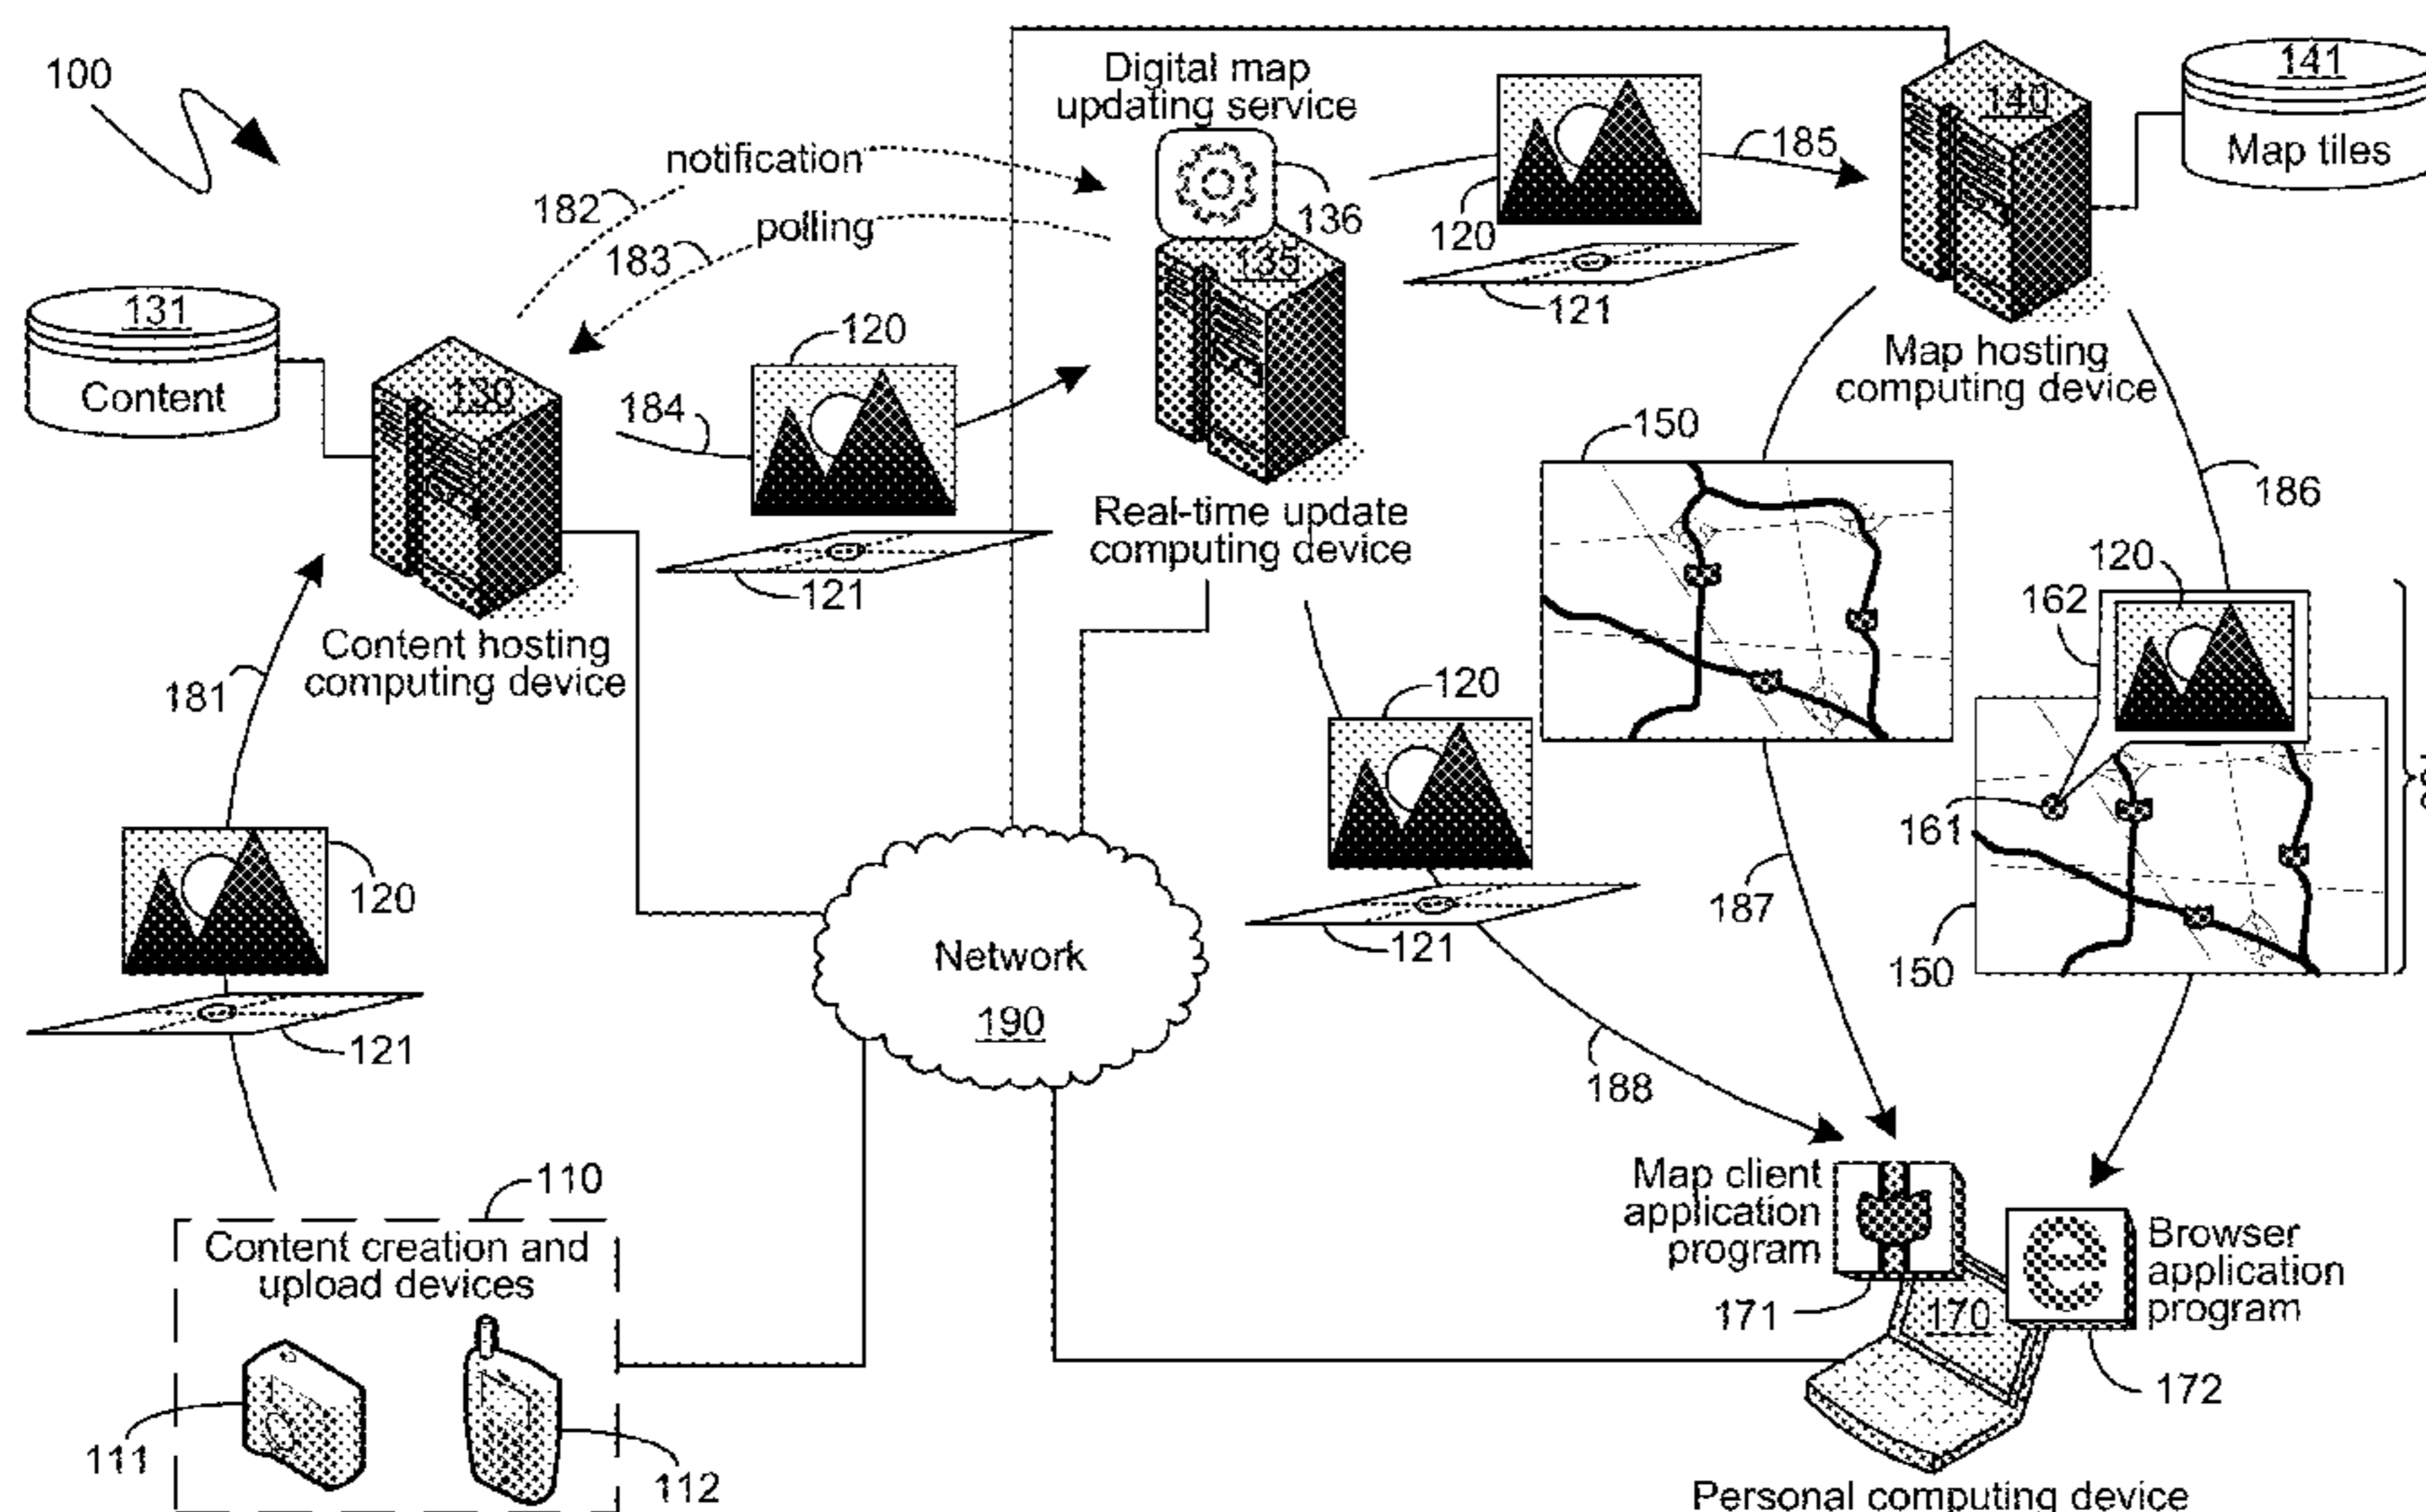 100
Digital map
updating service
141
Map tiles
140
notification
182
185
136
120
polling
183
135
121
131
Content
120
130
184
Map hosting
computing device
150
186
Real-time update
computing device
121
120
162
Content hosting
computing device
181
120
161
187
120
121
150
Network
190
121
188
110
Content creation and
upload devices
Map client
application
program
Browser
application
program
171
170
172
111
112
Personal computing device